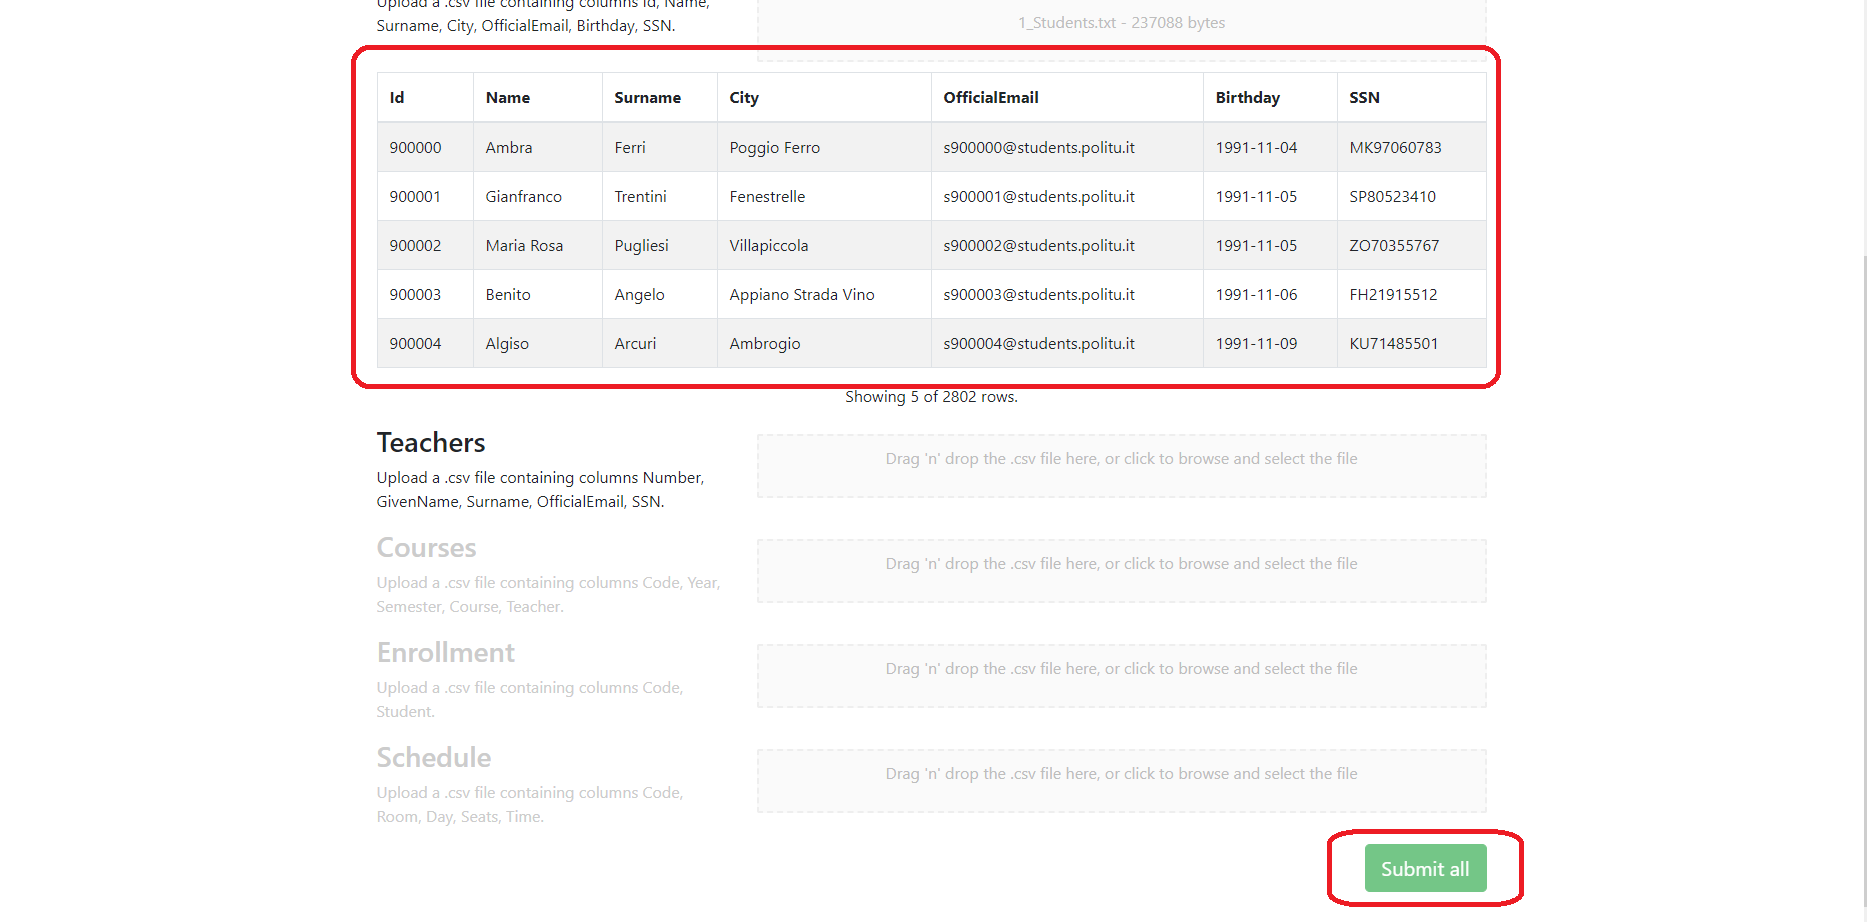 Upload a .csv file containing columns Id, Name,
Surname, City, OfficialEmail, Birthday, SSN.
1_Students.txt - 237088 bytes
Id Name Surname City OfficialEmail Birthday SSN
900000 Ambra Ferri Poggio Ferro s900000@students.politu.it 1991-11-04 MK97060783
900001 Gianfranco Trentini Fenestrelle s900001@students.politu.it 1991-11-05 SP80523410
900002 Maria Rosa Pugliesi Villapiccola s900002@students.politu.it 1991-11-05 ZO70355767
900003 Benito Angelo Appiano Strada Vino s900003@students.politu.it 1991-11-06 FH21915512
900004 Algiso Arcuri Ambrogio s900004@students.politu.it 1991-11-09 KU71485501
Showing 5 of 2802 rows.
Teachers
Upload a .csv file containing columns Number,
GivenName, Surname, OfficialEmail, SSN.
Drag 'n' drop the .csv file here, or click to browse and select the file
Courses
Upload a .csv file containing columns Code, Year,
Semester, Course, Teacher.
Drag 'n' drop the .csv file here, or click to browse and select the file
Enrollment
Upload a .csv file containing columns Code,
Student.
Drag 'n' drop the .csv file here, or click to browse and select the file
Schedule
Upload a .csv file containing columns Code,
Room, Day, Seats, Time.
Drag 'n' drop the .csv file here, or click to browse and select the file
Submit all